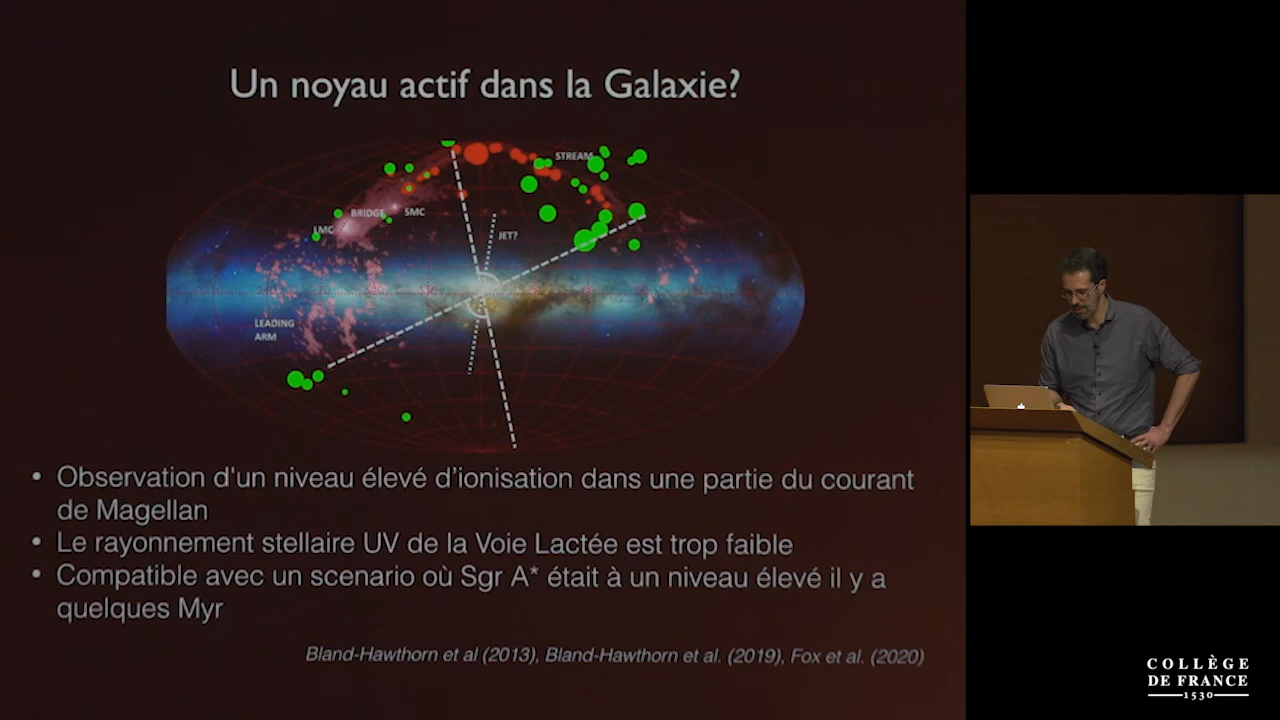 Un noyau actif dans la Galaxie?
STREAM
BRIDGE
SMC
LMC
JET?
LEADING
ARM
• Observation d'un niveau élevé d’ionisation dans une partie du courant
de Magellan
• Le rayonnement stellaire UV de la Voie Lactée est trop faible
• Compatible avec un scenario où Sgr A* était à un niveau élevé il y a
quelques Myr
Bland-Hawthorn et al (2013), Bland-Hawthorn et al. (2019), Fox et al. (2020)
COLLÈGE
DE FRANCE
1530